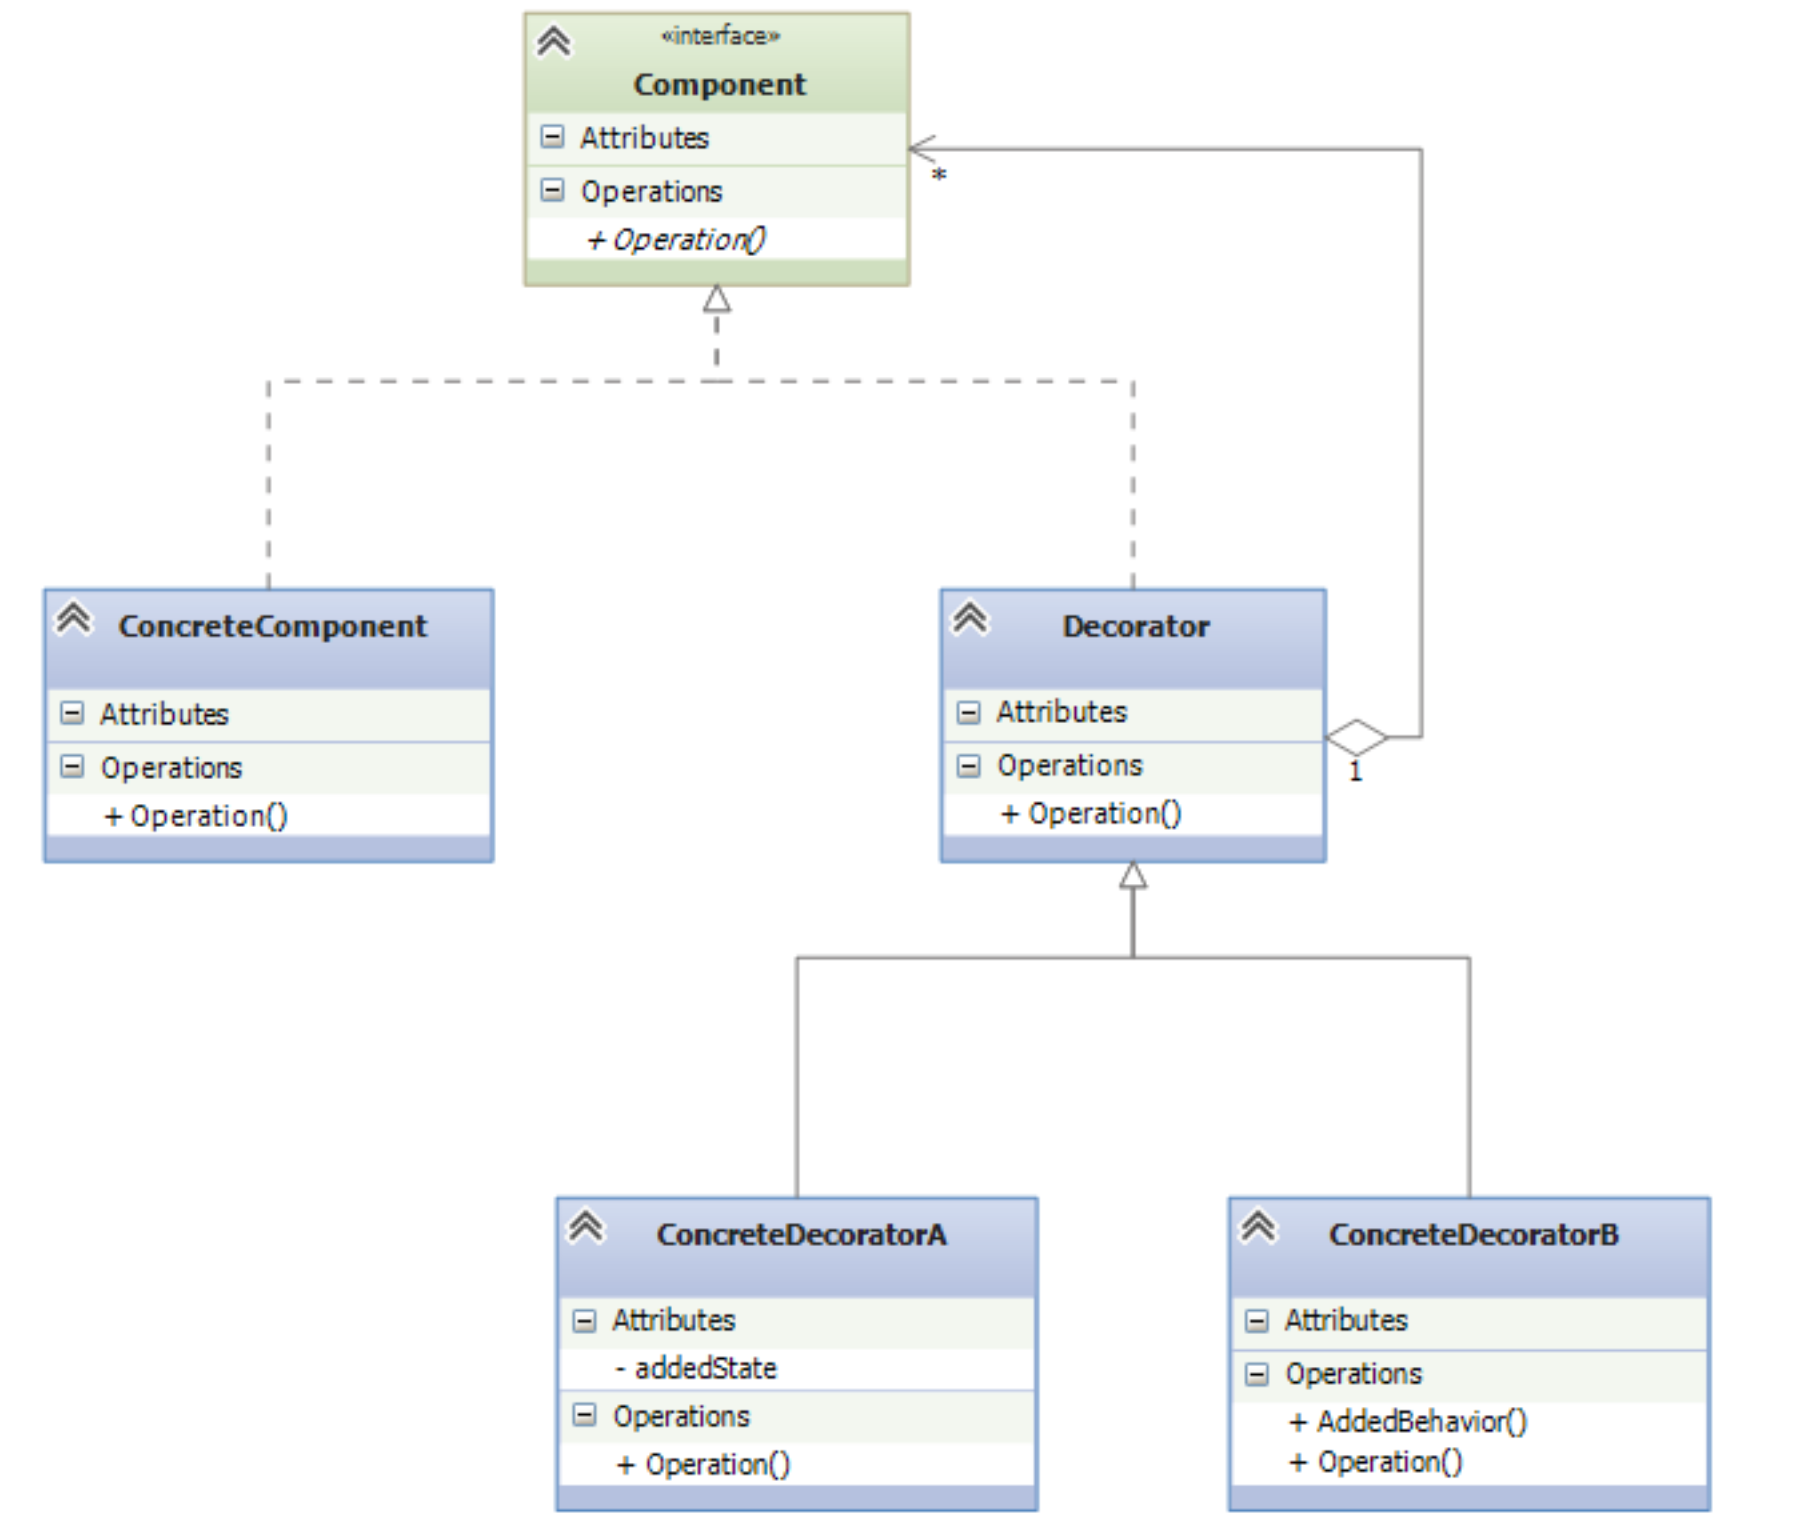 «interface»
Component
Attributes
Operations
+ Operation()
*
ConcreteComponent
Attributes
Operations
+ Operation()
Decorator
Attributes
Operations
+ Operation()
1
ConcreteDecoratorA
Attributes
- addedState
Operations
+ Operation()
ConcreteDecoratorB
Attributes
Operations
+ AddedBehavior()
+ Operation()